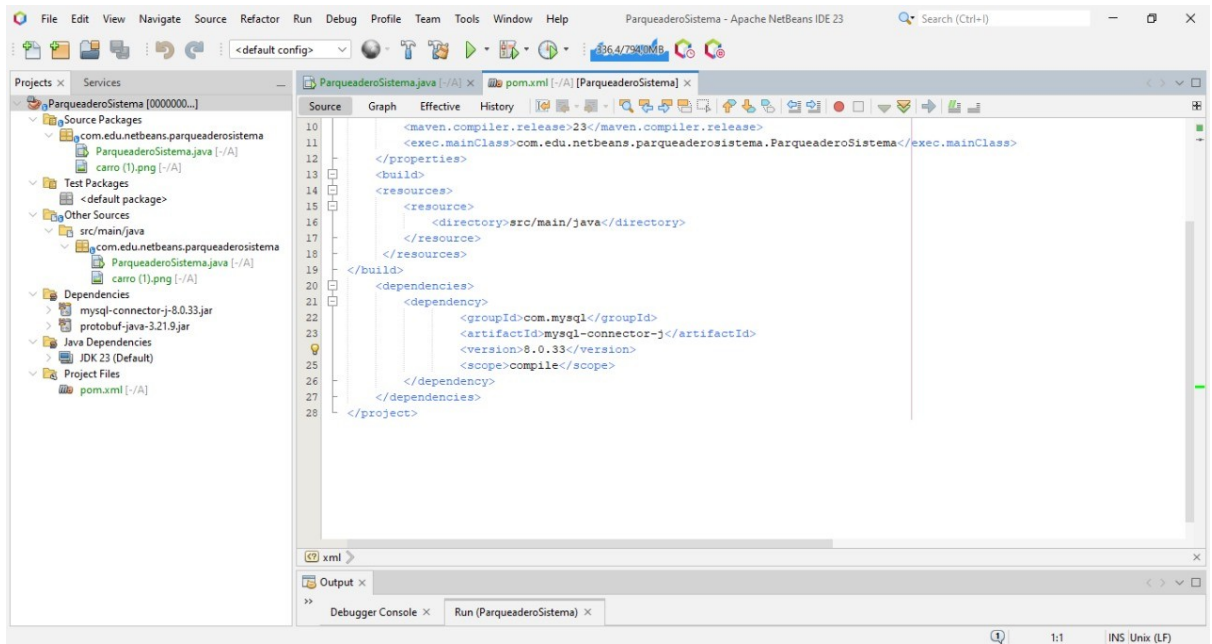 File Edit View Navigate Source Refactor Run Debug Profile Team Tools Window Help ParqueaderoSistema - Apache NetBeans IDE 23 Search (Ctrl+I)
<default config> 336.4/794.0MB
Projects Services
ParqueaderoSistema [0000000...]
Source Packages
com.edu.netbeans.parqueaderosistema
ParqueaderoSistema.java [-/A]
carro (1).png [-/A]
Test Packages
<default package>
Other Sources
src/main/java
com.edu.netbeans.parqueaderosistema
ParqueaderoSistema.java [-/A]
carro (1).png [-/A]
Dependencies
mysql-connector-j-8.0.33.jar
protobuf-java-3.21.9.jar
Java Dependencies
JDK 23 (Default)
Project Files
pom.xml [-/A]
ParqueaderoSistema.java [-/A] pom.xml [-/A] [ParqueaderoSistema]
Source Graph Effective History
10 <maven.compiler.release>23</maven.compiler.release>
11 <exec.mainClass>com.edu.netbeans.parqueaderosistema.ParqueaderoSistema</exec.mainClass>
12 </properties>
13 <build>
14 <resources>
15 <resource>
16 <directory>src/main/java</directory>
17 </resource>
18 </resources>
19 </build>
20 <dependencies>
21 <dependency>
22 <groupId>com.mysql</groupId>
23 <artifactId>mysql-connector-j</artifactId>
<version>8.0.33</version>
25 <scope>compile</scope>
26 </dependency>
27 </dependencies>
28 </project>
xml
Output
Debugger Console Run (ParqueaderoSistema)
1 1:1 INS Unix (LF)